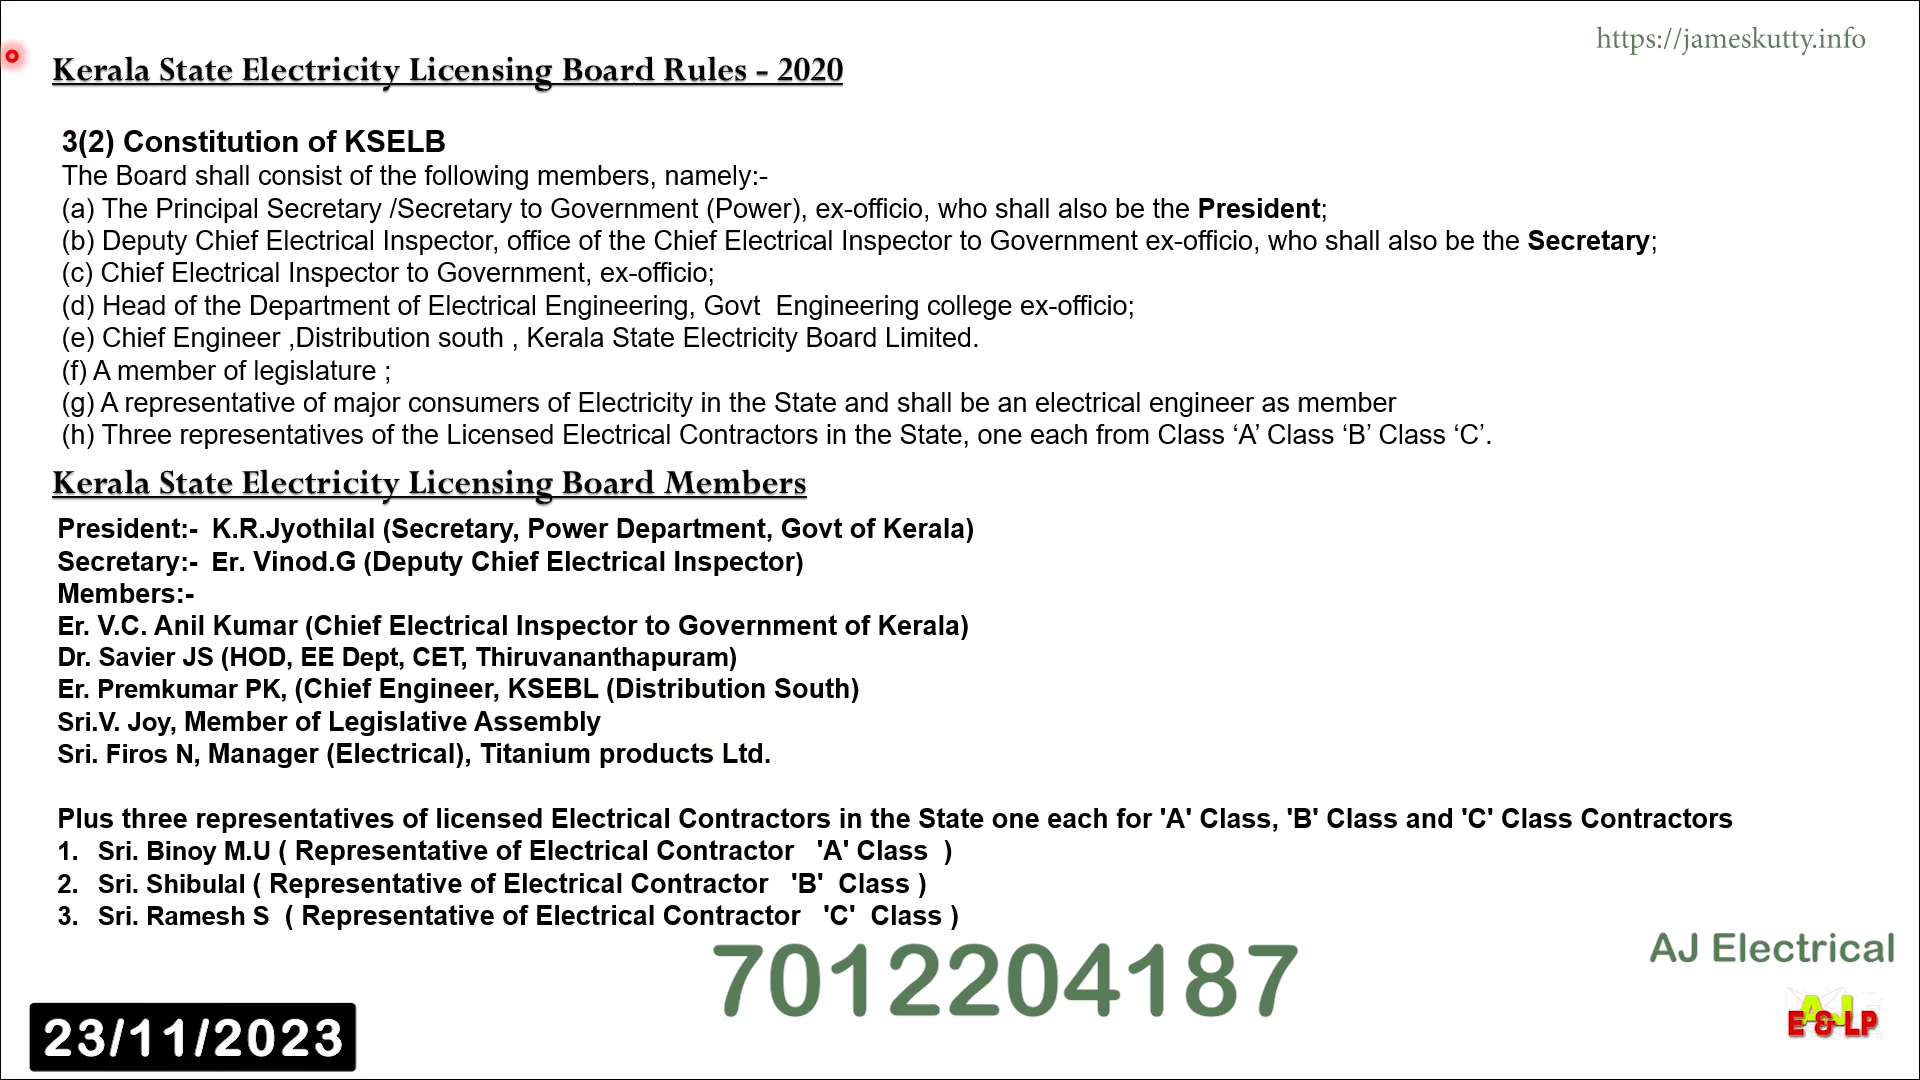 https://jameskutty.info
Kerala State Electricity Licensing Board Rules - 2020
3(2) Constitution of KSELB
The Board shall consist of the following members, namely:-
(a) The Principal Secretary /Secretary to Government (Power), ex-officio, who shall also be the President;
(b) Deputy Chief Electrical Inspector, office of the Chief Electrical Inspector to Government ex-officio, who shall also be the Secretary;
(c) Chief Electrical Inspector to Government, ex-officio;
(d) Head of the Department of Electrical Engineering, Govt  Engineering college ex-officio;
(e) Chief Engineer ,Distribution south , Kerala State Electricity Board Limited.
(f) A member of legislature ;
(g) A representative of major consumers of Electricity in the State and shall be an electrical engineer as member
(h) Three representatives of the Licensed Electrical Contractors in the State, one each from Class ‘A’ Class ‘B’ Class ‘C’.
Kerala State Electricity Licensing Board Members
President:-  K.R.Jyothilal (Secretary, Power Department, Govt of Kerala)
Secretary:-  Er. Vinod.G (Deputy Chief Electrical Inspector)
Members:-
Er. V.C. Anil Kumar (Chief Electrical Inspector to Government of Kerala)
Dr. Savier JS (HOD, EE Dept, CET, Thiruvananthapuram)
Er. Premkumar PK, (Chief Engineer, KSEBL (Distribution South)
Sri.V. Joy, Member of Legislative Assembly
Sri. Firos N, Manager (Electrical), Titanium products Ltd.
Plus three representatives of licensed Electrical Contractors in the State one each for 'A' Class, 'B' Class and 'C' Class Contractors
1.  Sri. Binoy M.U ( Representative of Electrical Contractor   'A' Class  )
2.  Sri. Shibulal ( Representative of Electrical Contractor   'B'  Class )
3.  Sri. Ramesh S  ( Representative of Electrical Contractor   'C'  Class )
7012204187
AJ Electrical
AJ
E & LP
23/11/2023